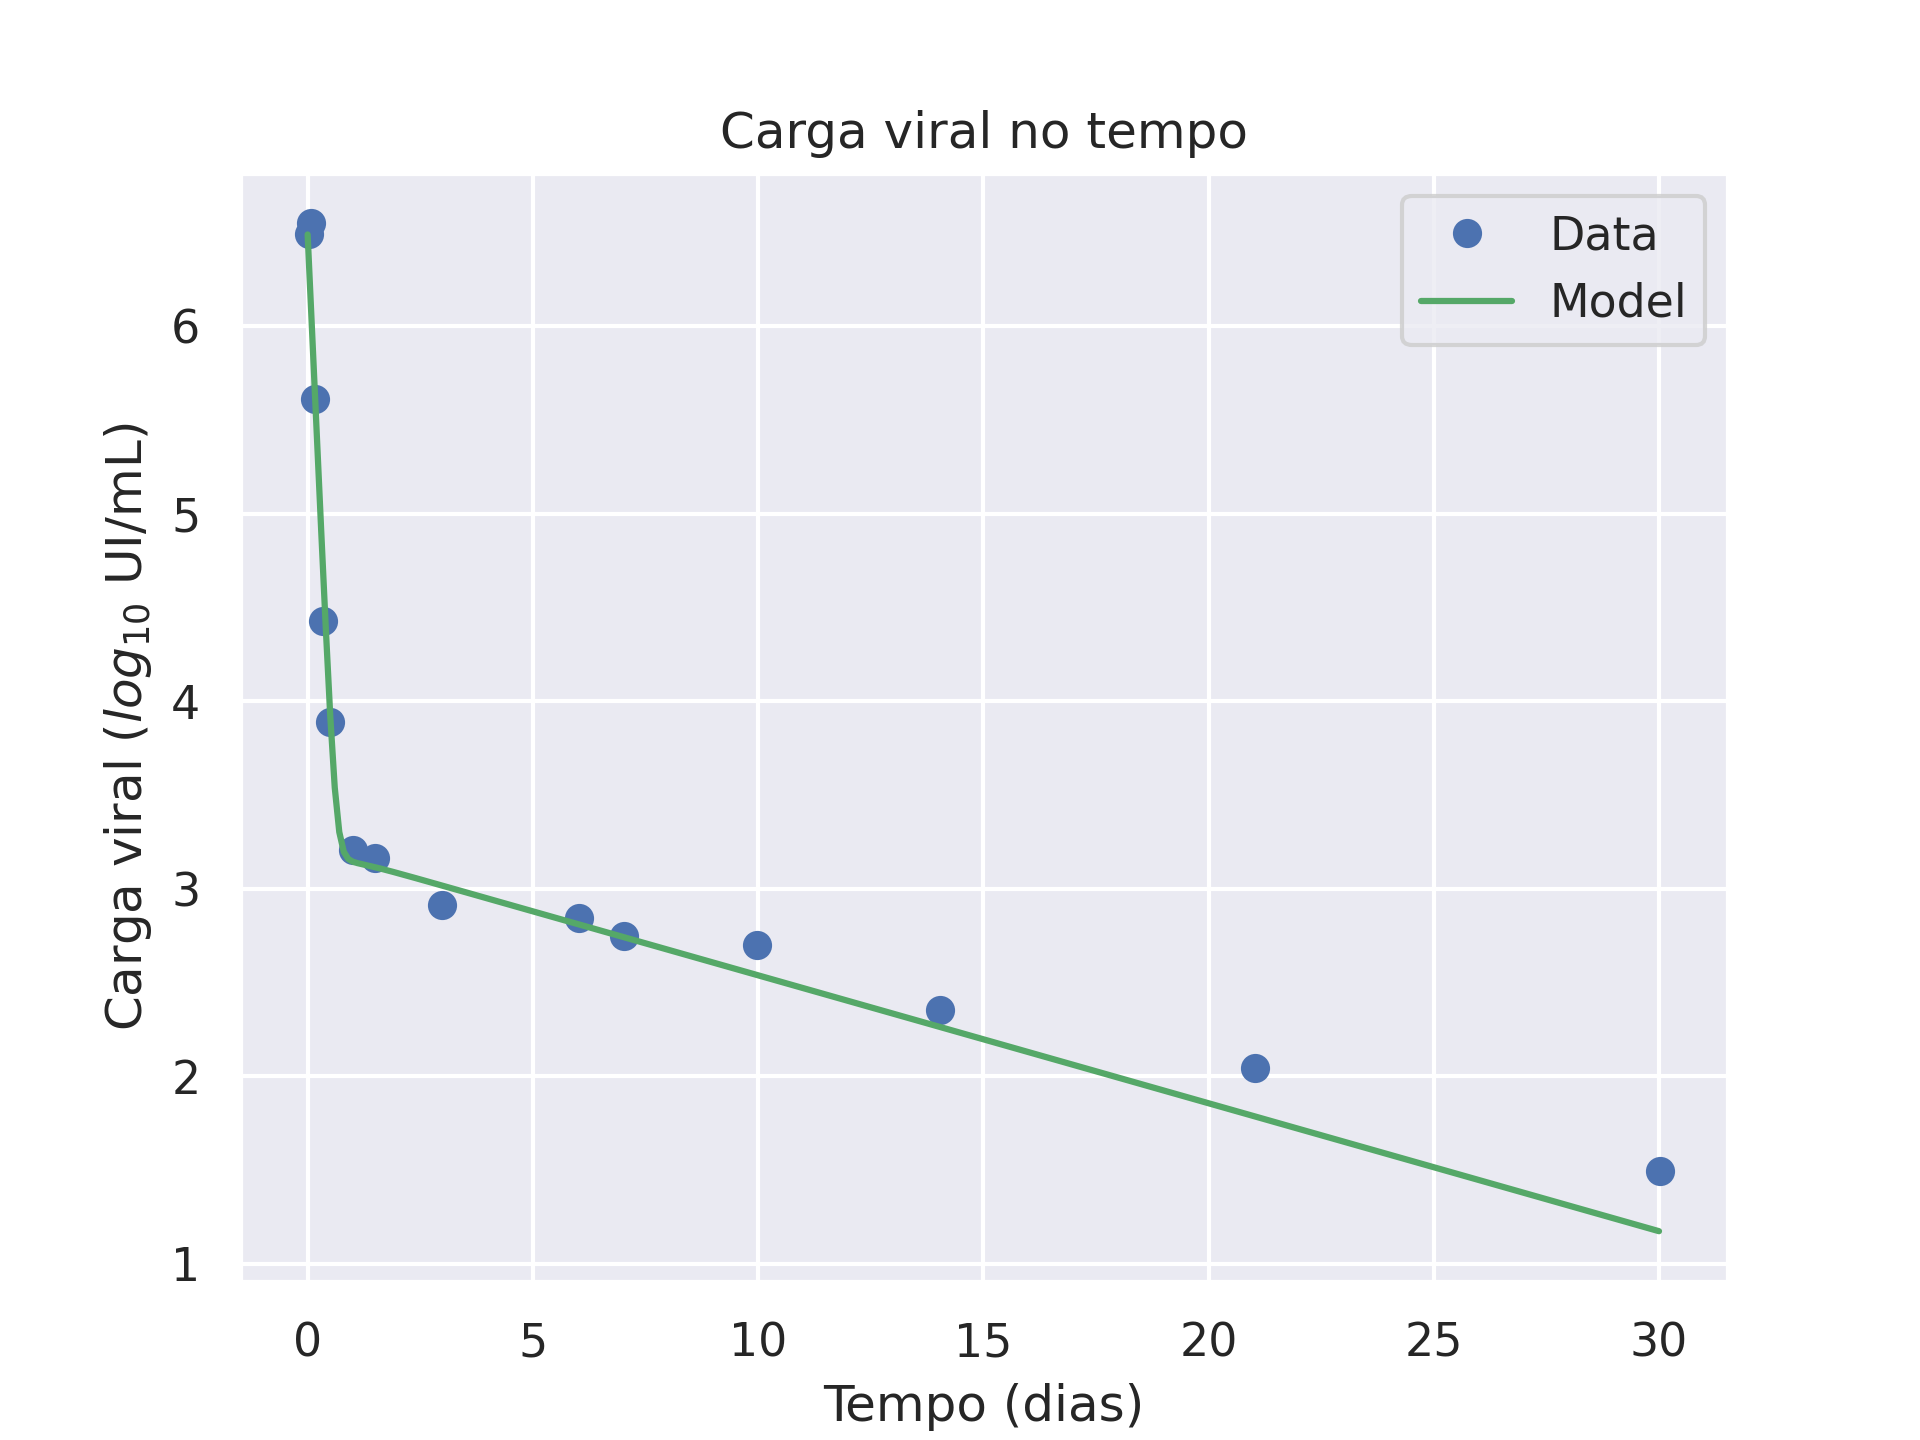 Carga viral no tempo
Data
Model
6
5
4
3
2
1
Carga viral (log₁₀ UI/mL)
0 5 10 15 20 25 30
Tempo (dias)